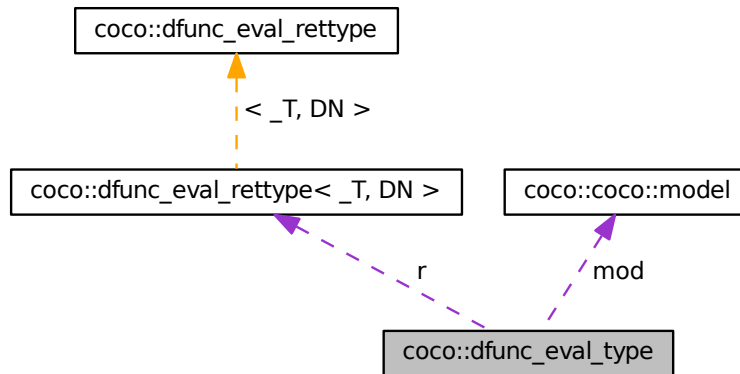 coco::dfunc_eval_rettype
< _T, DN >
coco::dfunc_eval_rettype< _T, DN >
coco::coco::model
r
mod
coco::dfunc_eval_type